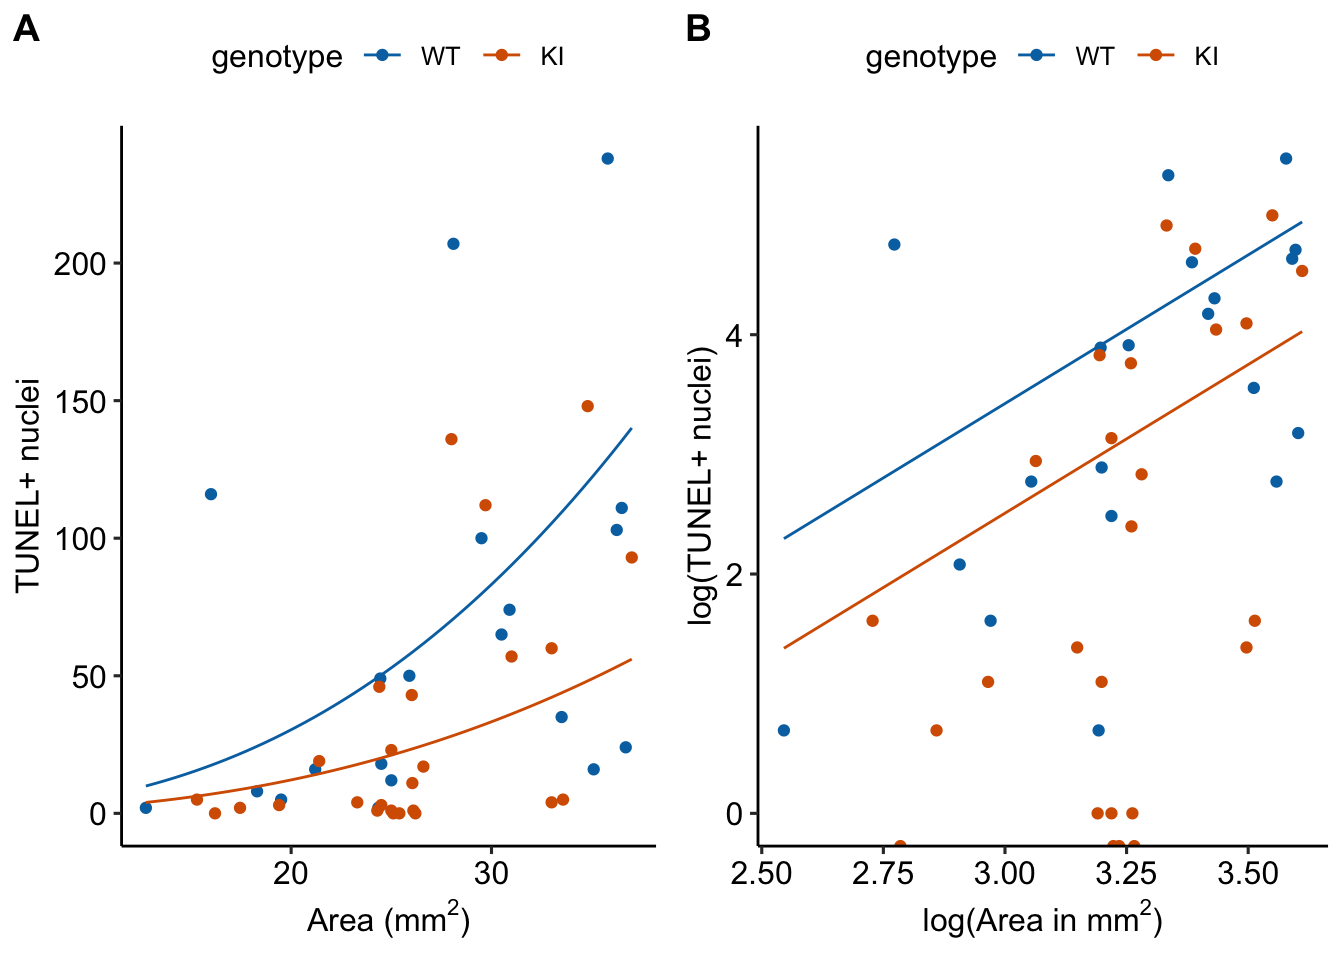 A
genotype WT KI
TUNEL+ nuclei
200
150
100
50
0
20 30
Area (mm²)
B
genotype WT KI
log(TUNEL+ nuclei)
4
2
0
2.50 2.75 3.00 3.25 3.50
log(Area in mm²)